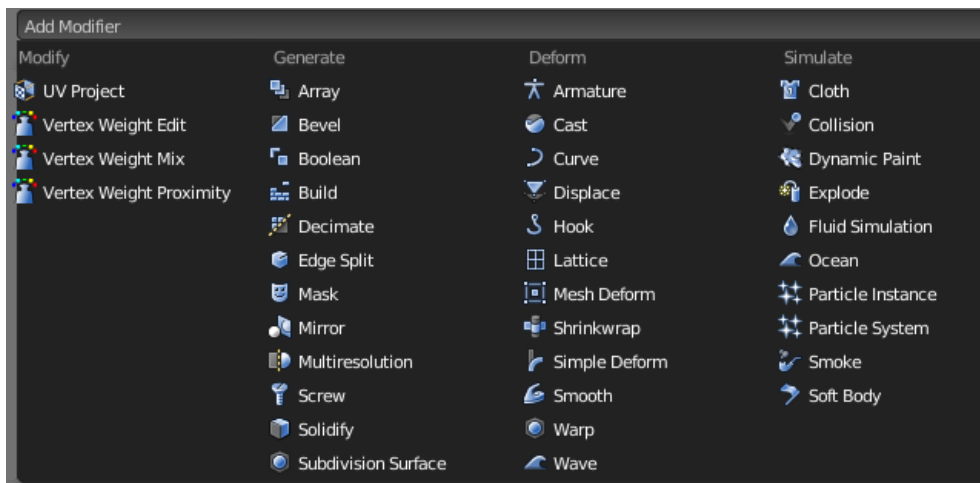 Add Modifier
Modify
UV Project
Vertex Weight Edit
Vertex Weight Mix
Vertex Weight Proximity
Generate
Array
Bevel
Boolean
Build
Decimate
Edge Split
Mask
Mirror
Multiresolution
Screw
Solidify
Subdivision Surface
Deform
Armature
Cast
Curve
Displace
Hook
Lattice
Mesh Deform
Shrinkwrap
Simple Deform
Smooth
Warp
Wave
Simulate
Cloth
Collision
Dynamic Paint
Explode
Fluid Simulation
Ocean
Particle Instance
Particle System
Smoke
Soft Body